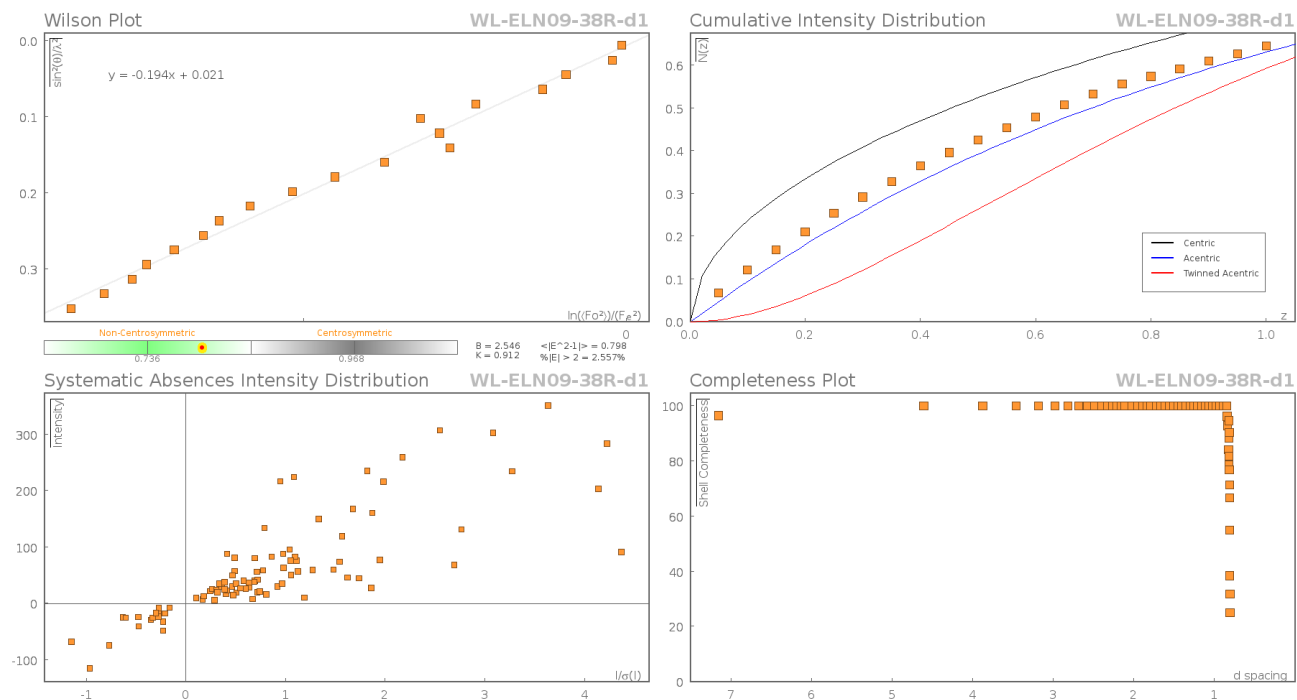 Wilson Plot WL-ELN09-38R-d1
sin²(θ)/λ²
y = -0.194x + 0.021
0.0
0.1
0.2
0.3
0
Non-Centrosymmetric Centrosymmetric
0.736 0.968
B = 2.546 <|E^2-1|> = 0.798
K = 0.912 %|E| > 2 = 2.557%
Cumulative Intensity Distribution WL-ELN09-38R-d1
N(z)
0.6
0.5
0.4
0.3
0.2
0.1
0.0
Centric
Acentric
Twinned Acentric
0.0 0.2 0.4 0.6 0.8 1.0
z
Systematic Absences Intensity Distribution WL-ELN09-38R-d1
Intensity
300
200
100
0
-100
I/σ(I)
-1 0 1 2 3 4
Completeness Plot WL-ELN09-38R-d1
Shell Completeness
100
80
60
40
20
0
d spacing
7 6 5 4 3 2 1